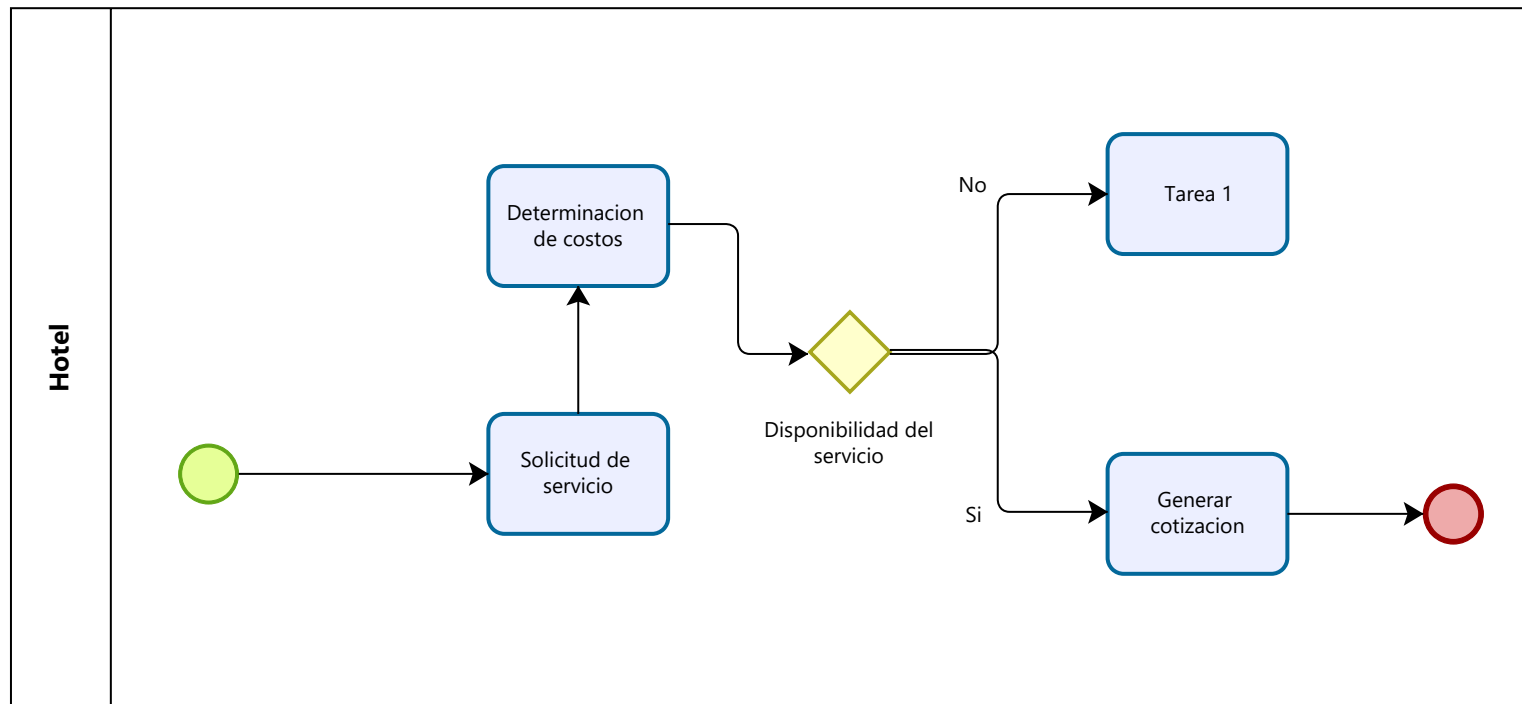 Hotel
Determinacion
de costos
No
Tarea 1
Disponibilidad del
servicio
Solicitud de
servicio
Si
Generar
cotizacion